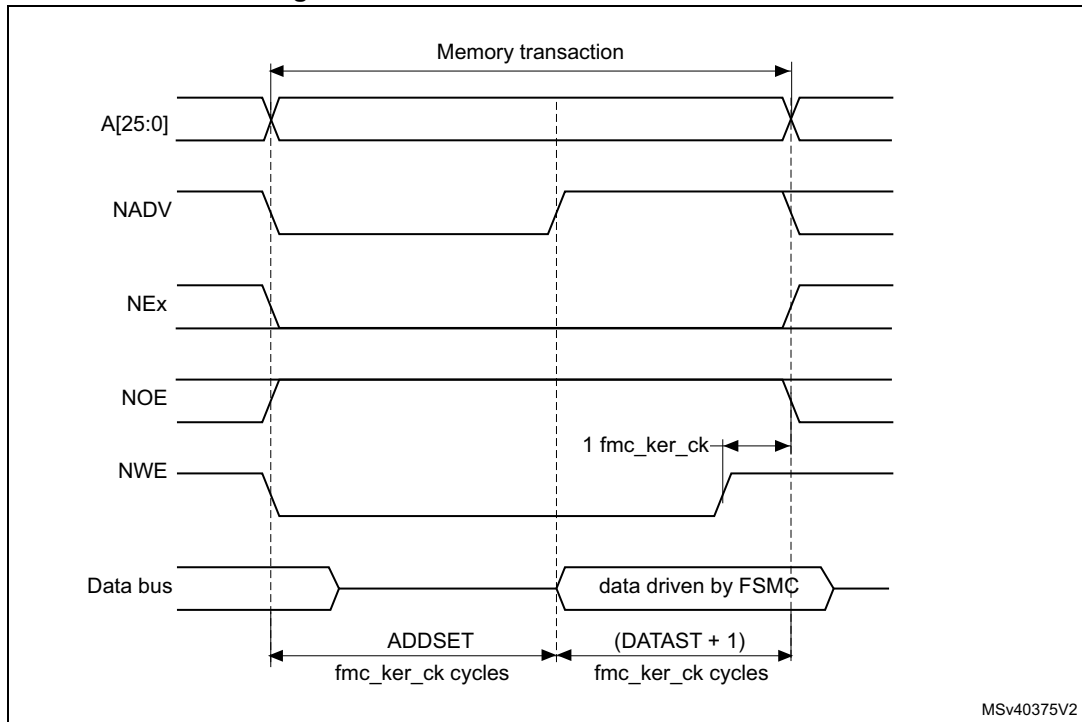 g
Memory transaction
A[25:0]
NADV
NEx
NOE
1 fmc_ker_ck
NWE
Data bus
data driven by FSMC
ADDSET
(DATAST + 1)
fmc_ker_ck cycles
fmc_ker_ck cycles
MSv40375V2